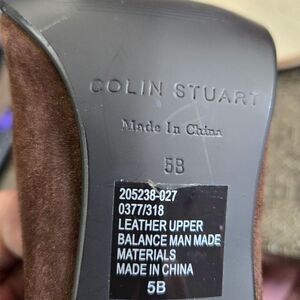 COLIN STUART
Made In China
5B
205238-027
0377/318
LEATHER UPPER
BALANCE MAN MADE
MATERIALS
MADE IN CHINA
5B